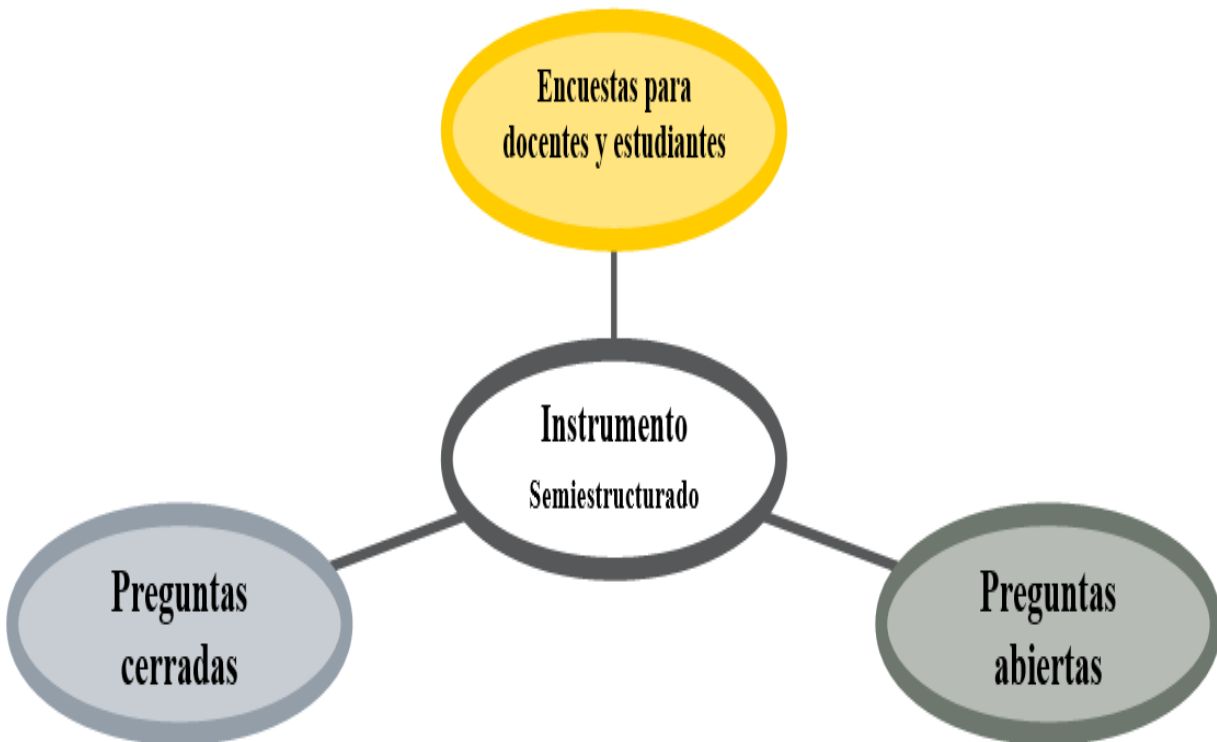 Encuestas para
docentes y estudiantes
Instrumento
Semiestructurado
Preguntas
cerradas
Preguntas
abiertas